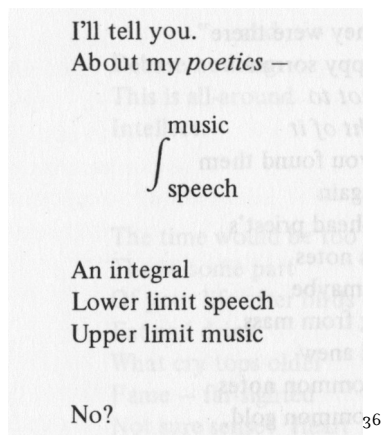 I'll tell you.
About my poetics —
music
∫
speech
An integral
Lower limit speech
Upper limit music
No?
36